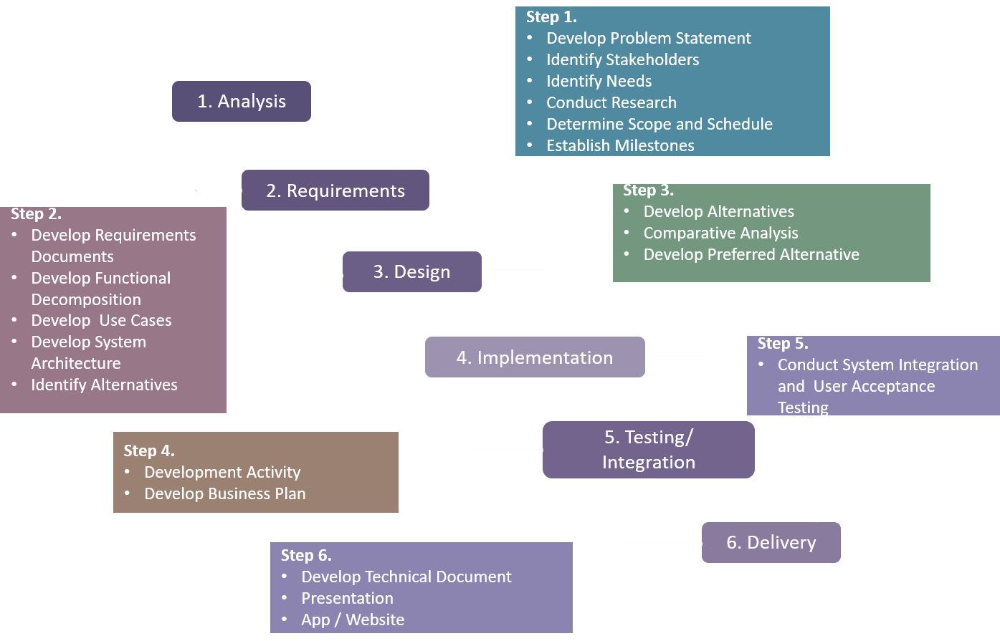 Step 1.
• Develop Problem Statement
• Identify Stakeholders
• Identify Needs
• Conduct Research
• Determine Scope and Schedule
• Establish Milestones
1. Analysis
2. Requirements
Step 3.
• Develop Alternatives
• Comparative Analysis
• Develop Preferred Alternative
Step 2.
• Develop Requirements
Documents
• Develop Functional
Decomposition
• Develop  Use Cases
• Develop System
Architecture
• Identify Alternatives
3. Design
4. Implementation
Step 5.
• Conduct System Integration
and  User Acceptance
Testing
5. Testing/
Integration
Step 4.
• Development Activity
• Develop Business Plan
6. Delivery
Step 6.
• Develop Technical Document
• Presentation
• App / Website